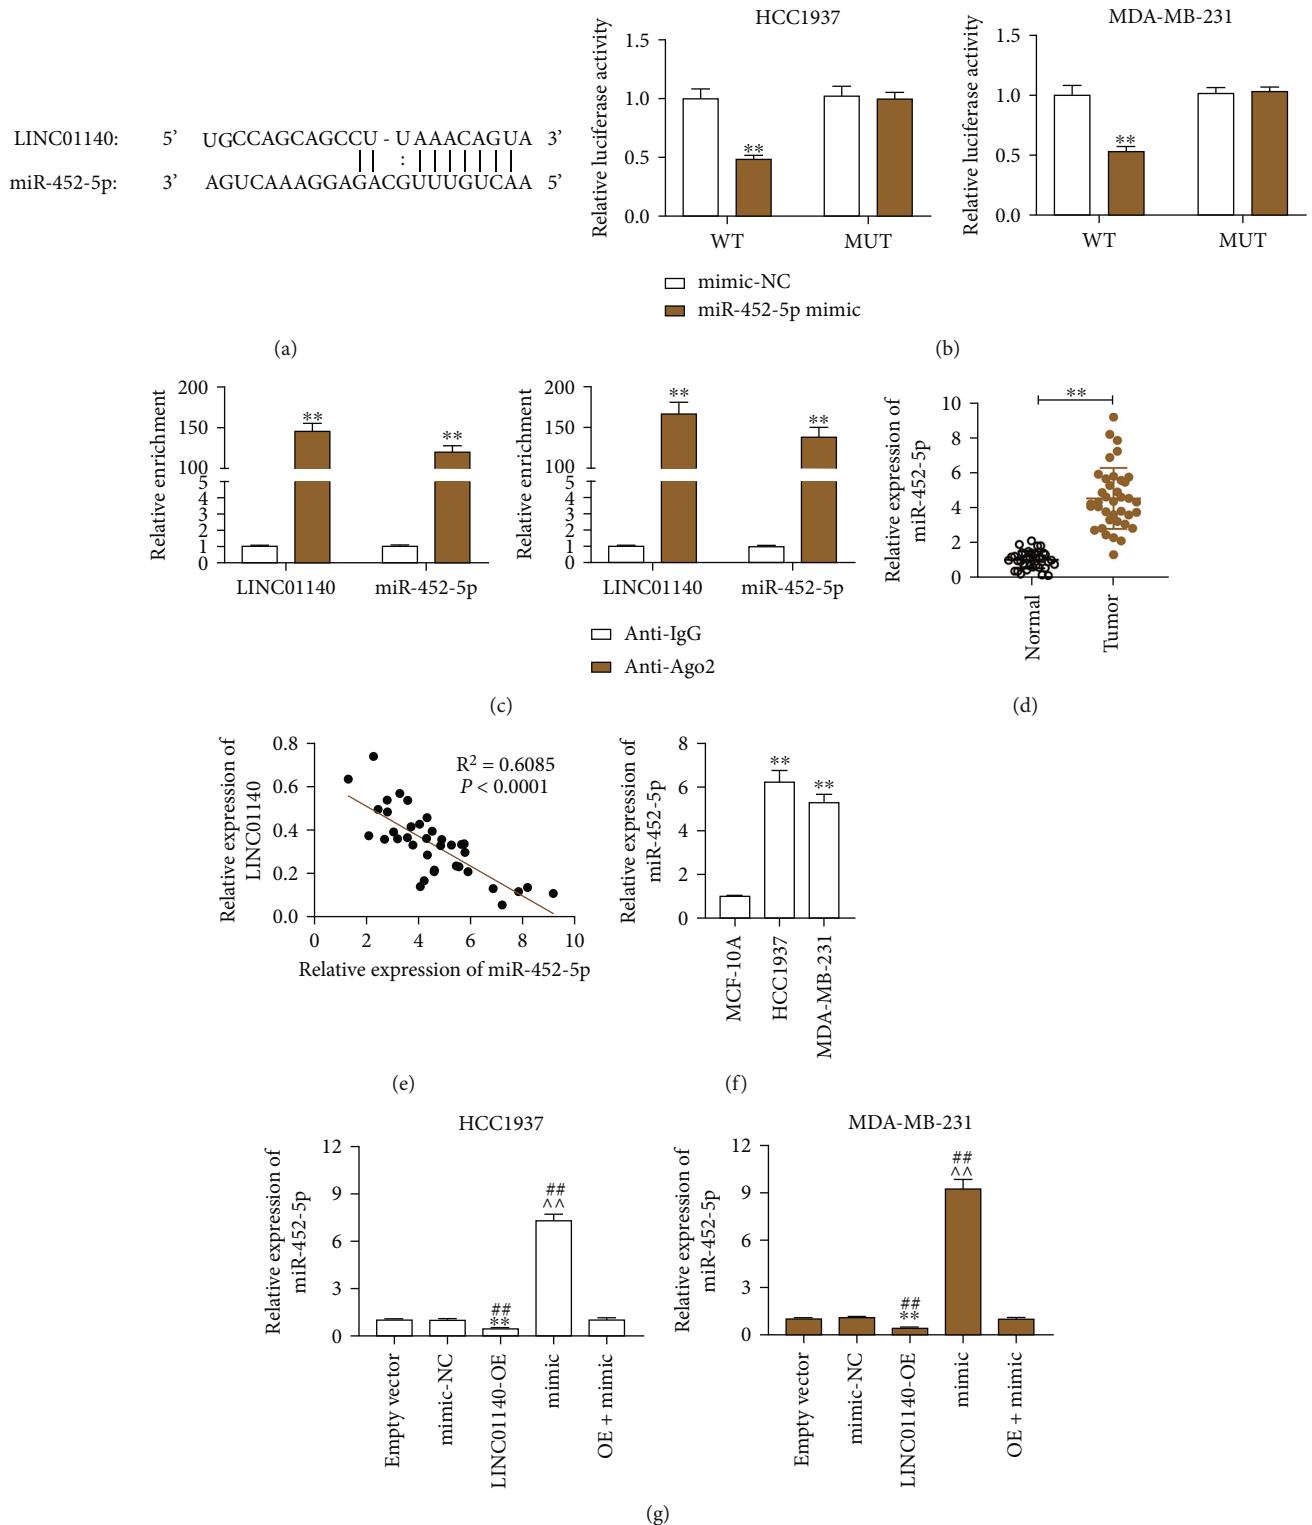 LINC01140: 5’ UGCCAGCAGCCU - UAAACAGUA 3’
:
miR-452-5p: 3’ AGUCAAAGGAGACGUUUGUCAA 5’
(a)
HCC1937
Relative luciferase activity
1.5
1.0
0.5
0.0
**
WT MUT
MDA-MB-231
Relative luciferase activity
1.5
1.0
0.5
0.0
**
WT MUT
mimic-NC
miR-452-5p mimic
(b)
Relative enrichment
200
150
100
5
4
3
2
1
0
** **
LINC01140 miR-452-5p
Relative enrichment
200
150
100
5
4
3
2
1
0
** **
LINC01140 miR-452-5p
Anti-IgG
Anti-Ago2
(c)
Relative expression of
miR-452-5p
10
8
6
4
2
0
**
Normal
Tumor
(d)
Relative expression of
LINC01140
0.8
0.6
0.4
0.2
0.0
R2 = 0.6085
P < 0.0001
0 2 4 6 8 10
Relative expression of miR-452-5p
(e)
Relative expression of
miR-452-5p
8
6
4
2
0
** **
MCF-10A
HCC1937
MDA-MB-231
(f)
HCC1937
Relative expression of
miR-452-5p
12
9
6
3
0
##
**
##
^^
Empty vector
mimic-NC
LINC01140-OE
mimic
OE + mimic
MDA-MB-231
Relative expression of
miR-452-5p
12
9
6
3
0
##
**
##
^^
Empty vector
mimic-NC
LINC01140-OE
mimic
OE + mimic
(g)